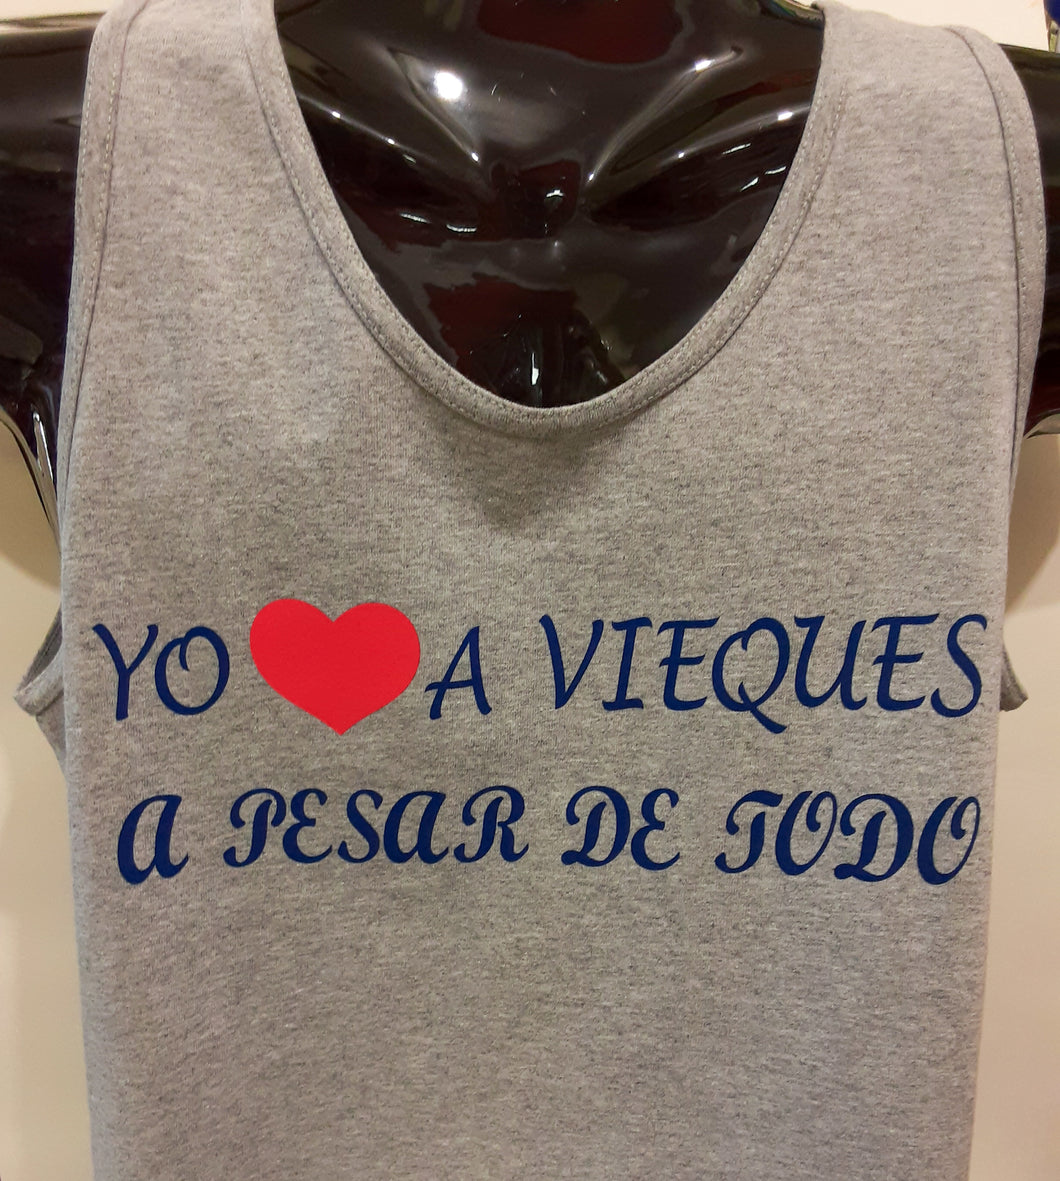 YO ❤ A VIEQUES
A PESAR DE TODO